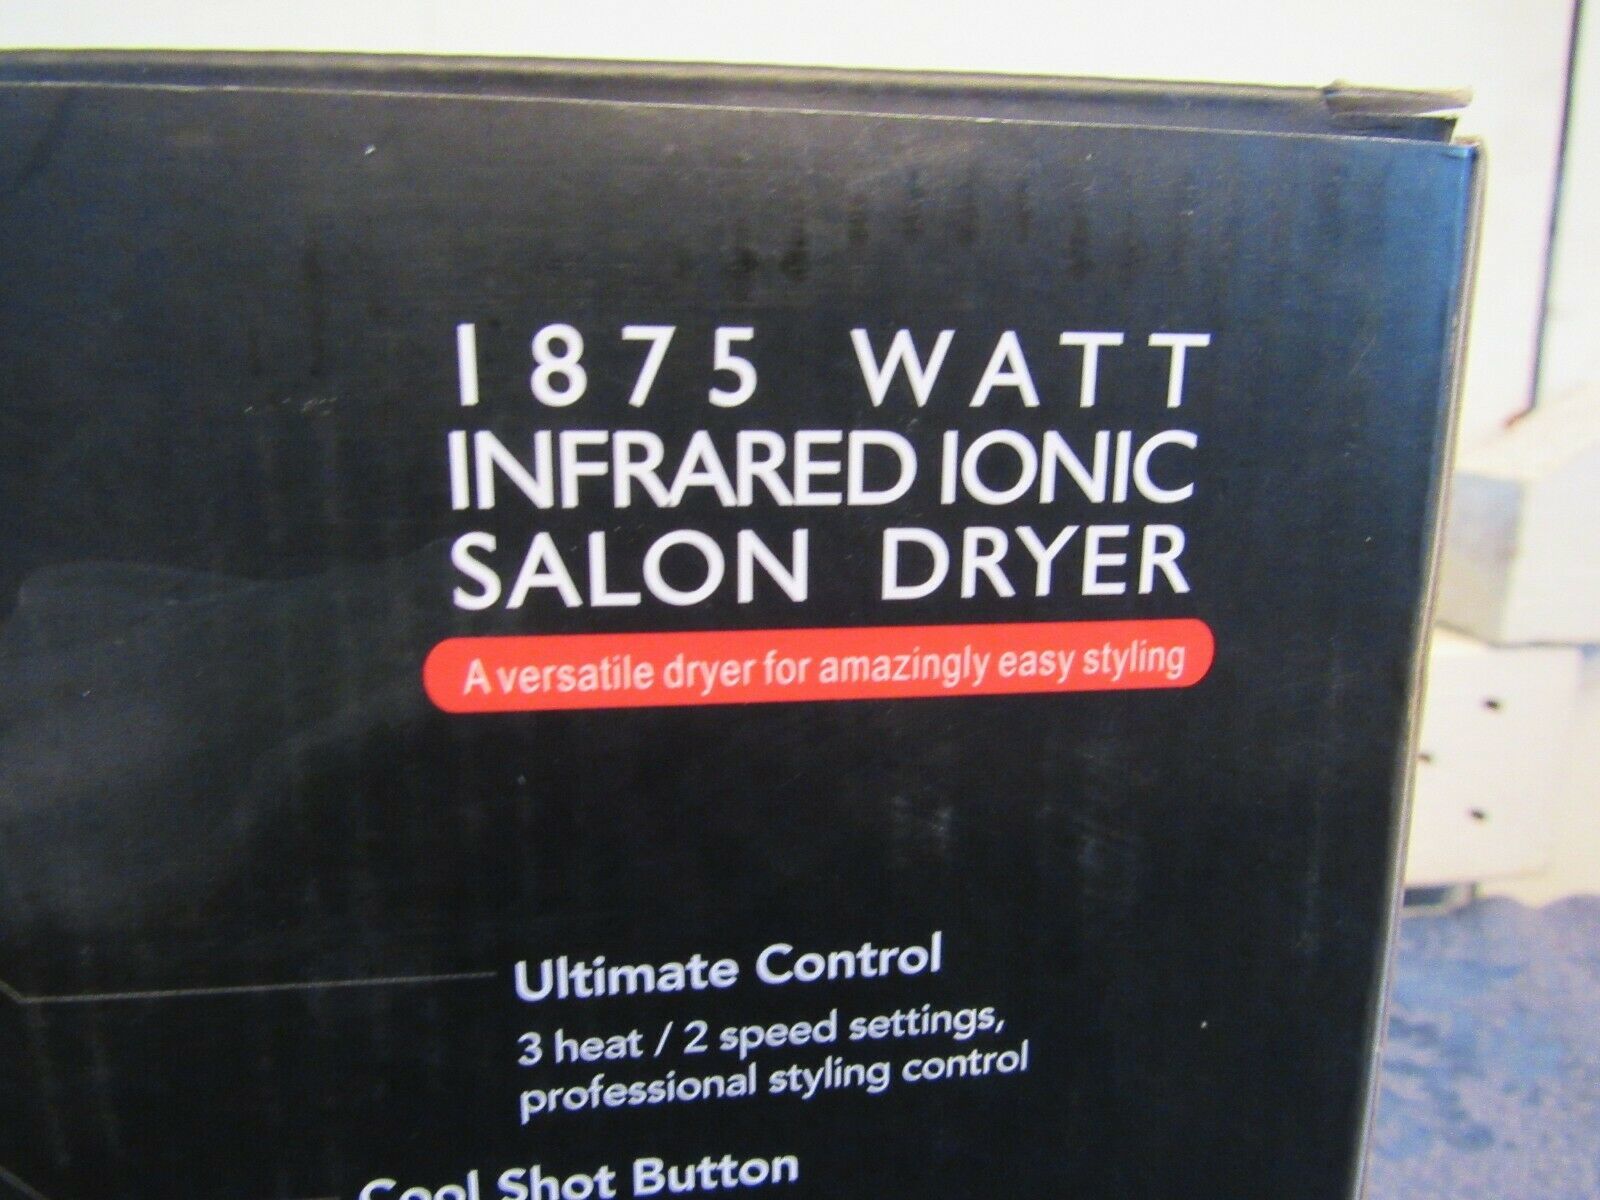 1875 WATT
INFRARED IONIC
SALON DRYER
A versatile dryer for amazingly easy styling
Ultimate Control
3 heat / 2 speed settings,
professional styling control
Cool Shot Button